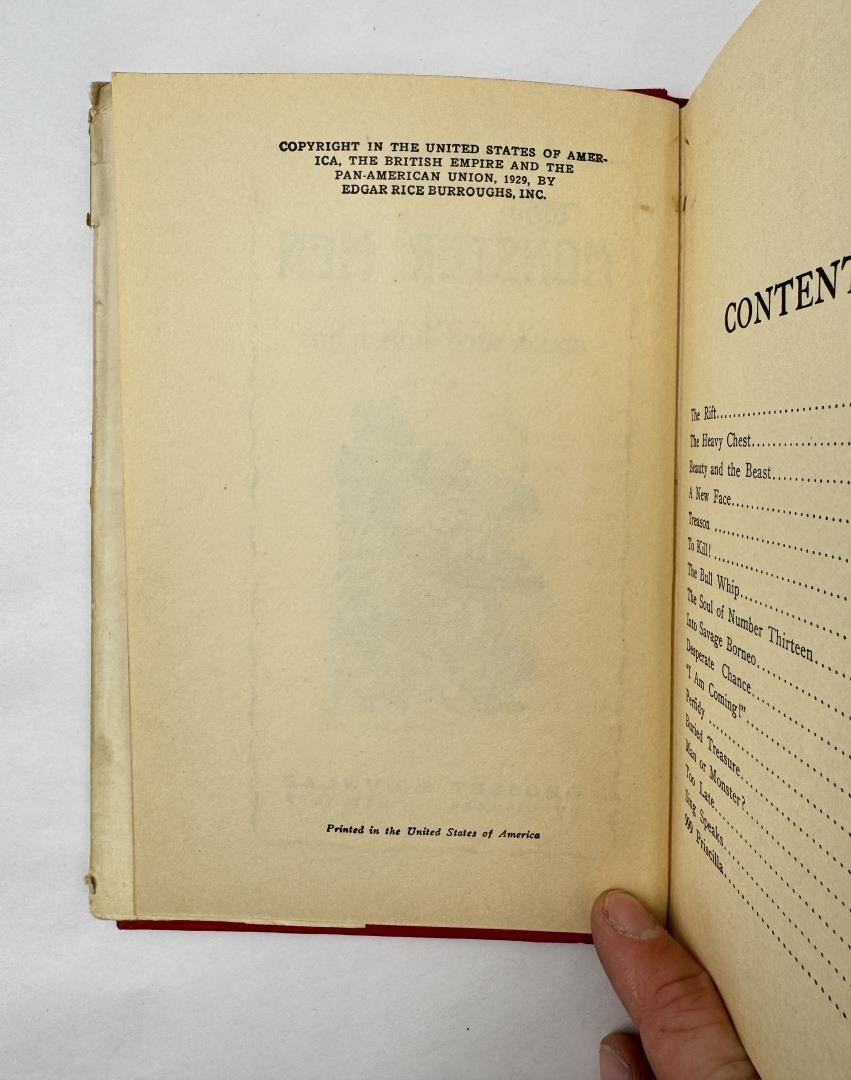 COPYRIGHT IN THE UNITED STATES OF AMER-
ICA, THE BRITISH EMPIRE AND THE
PAN-AMERICAN UNION, 1929, BY
EDGAR RICE BURROUGHS, INC.
Printed in the United States of America
CONTENT
The Rift
The Heavy Chest
Beauty and the Beast
A New Face
Treason
To Kill!
The Bull Whip
The Soul of Number Thirteen
Into Savage Borneo
Desperate Chance
"I Am Coming!"
Perfidy
Buried Treasure
Man or Monster?
Too Late
Sing Speaks
999 Priscilla